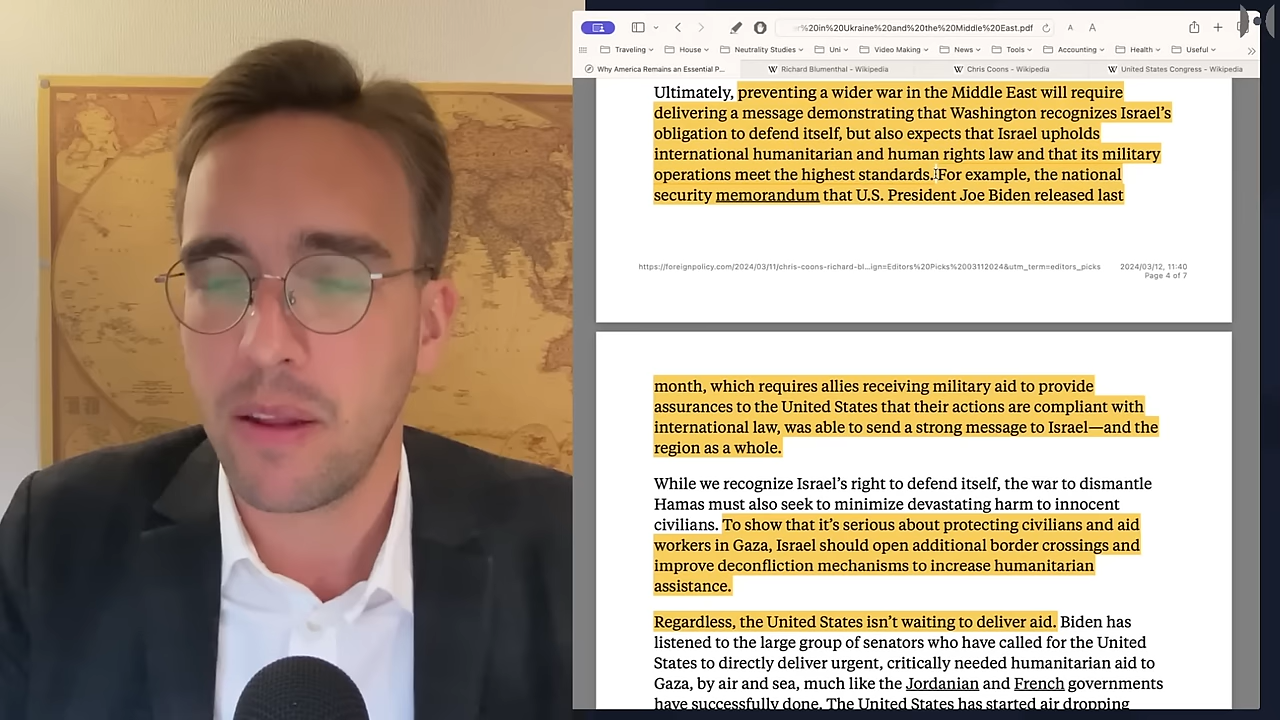 r%20in%20Ukraine%20and%20the%20Middle%20East.pdf
A A
Traveling House Neutrality Studies Uni Video Making News Tools Accounting Health Useful
Why America Remains an Essential P... Richard Blumenthal - Wikipedia Chris Coons - Wikipedia United States Congress - Wikipedia
Ultimately, preventing a wider war in the Middle East will require
delivering a message demonstrating that Washington recognizes Israel’s
obligation to defend itself, but also expects that Israel upholds
international humanitarian and human rights law and that its military
operations meet the highest standards. For example, the national
security memorandum that U.S. President Joe Biden released last
https://foreignpolicy.com/2024/03/11/chris-coons-richard-bl...ign=Editors%20Picks%2003112024&utm_term=editors_picks 2024/03/12, 11:40
Page 4 of 7
month, which requires allies receiving military aid to provide
assurances to the United States that their actions are compliant with
international law, was able to send a strong message to Israel—and the
region as a whole.
While we recognize Israel’s right to defend itself, the war to dismantle
Hamas must also seek to minimize devastating harm to innocent
civilians. To show that it’s serious about protecting civilians and aid
workers in Gaza, Israel should open additional border crossings and
improve deconfliction mechanisms to increase humanitarian
assistance.
Regardless, the United States isn’t waiting to deliver aid. Biden has
listened to the large group of senators who have called for the United
States to directly deliver urgent, critically needed humanitarian aid to
Gaza, by air and sea, much like the Jordanian and French governments
have successfully done. The United States has started air dropping